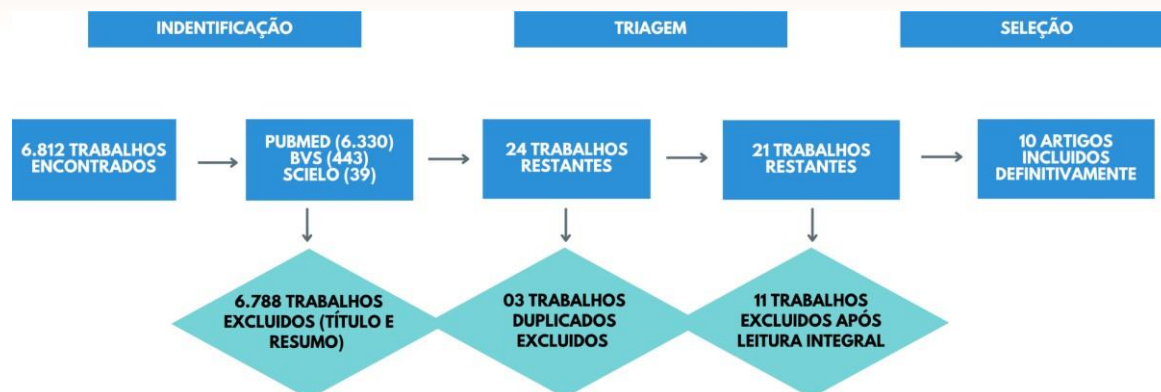 INDENTIFICAÇÃO
TRIAGEM
SELEÇÃO
6.812 TRABALHOS
ENCONTRADOS
PUBMED (6.330)
BVS (443)
SCIELO (39)
24 TRABALHOS
RESTANTES
21 TRABALHOS
RESTANTES
10 ARTIGOS
INCLUIDOS
DEFINITIVAMENTE
6.788 TRABALHOS
EXCLUIDOS (TÍTULO E
RESUMO)
03 TRABALHOS
DUPLICADOS
EXCLUIDOS
11 TRABALHOS
EXCLUIDOS APÓS
LEITURA INTEGRAL